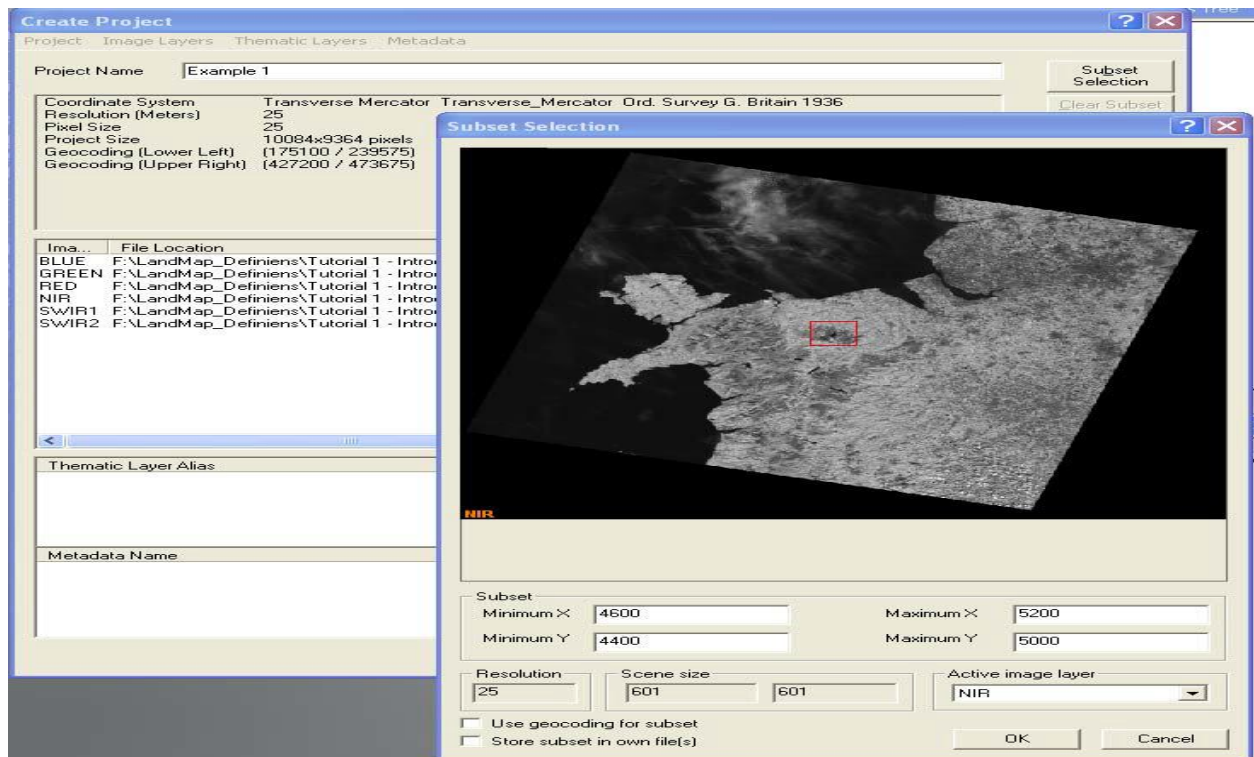 Create Project
Tree
Project Image Layers Thematic Layers Metadata
Project Name Example 1
Subset Selection
Clear Subset
Coordinate System Transverse Mercator Transverse_Mercator Ord. Survey G. Britain 1936
Resolution (Meters) 25
Pixel Size 25
Project Size 10084x9364 pixels
Geocoding (Lower Left) (175100 / 239575)
Geocoding (Upper Right) (427200 / 473675)
Ima... File Location
BLUE F:\LandMap_Definiens\Tutorial 1 - Intro
GREEN F:\LandMap_Definiens\Tutorial 1 - Intro
RED F:\LandMap_Definiens\Tutorial 1 - Intro
NIR F:\LandMap_Definiens\Tutorial 1 - Intro
SWIR1 F:\LandMap_Definiens\Tutorial 1 - Intro
SWIR2 F:\LandMap_Definiens\Tutorial 1 - Intro
Thematic Layer Alias
Metadata Name
Subset Selection
NIR
Subset
Minimum X 4600 Maximum X 5200
Minimum Y 4400 Maximum Y 5000
Resolution Scene size Active image layer
25 601 601 NIR
Use geocoding for subset
Store subset in own file(s)
OK Cancel